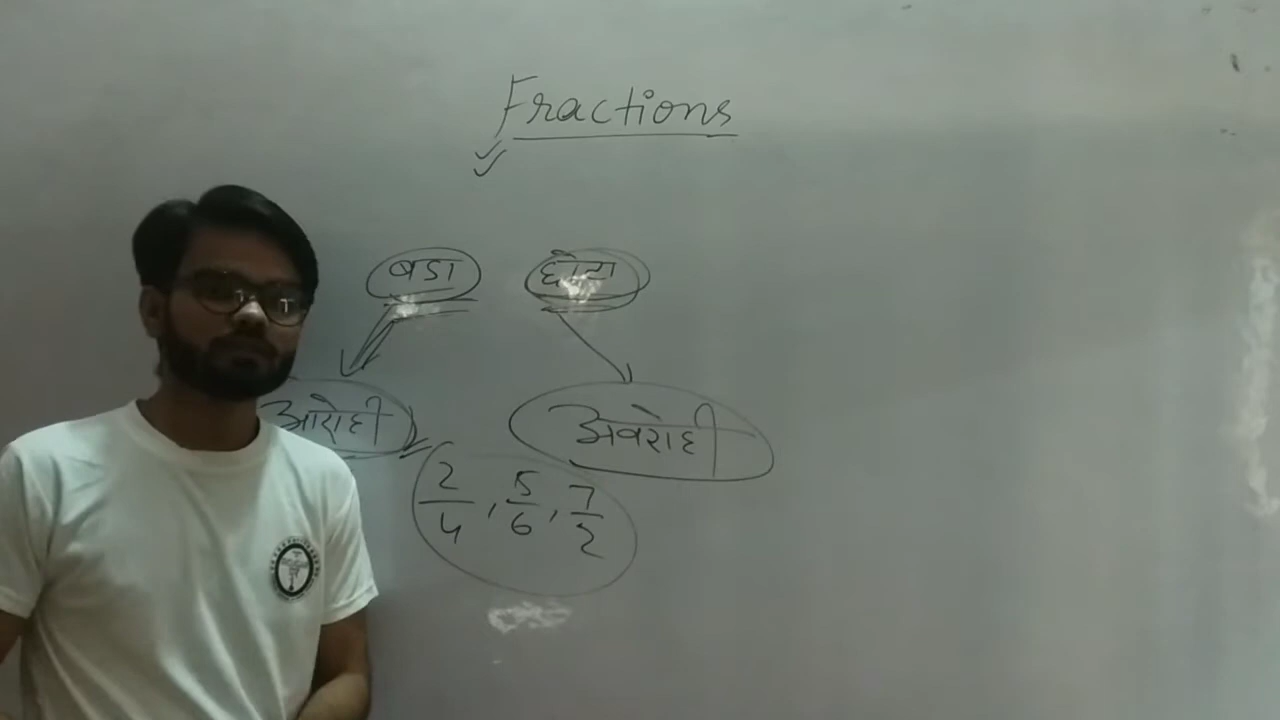 Fractions
बडा छोटा
आरोही अवरोही
2/4, 5/6, 7/2